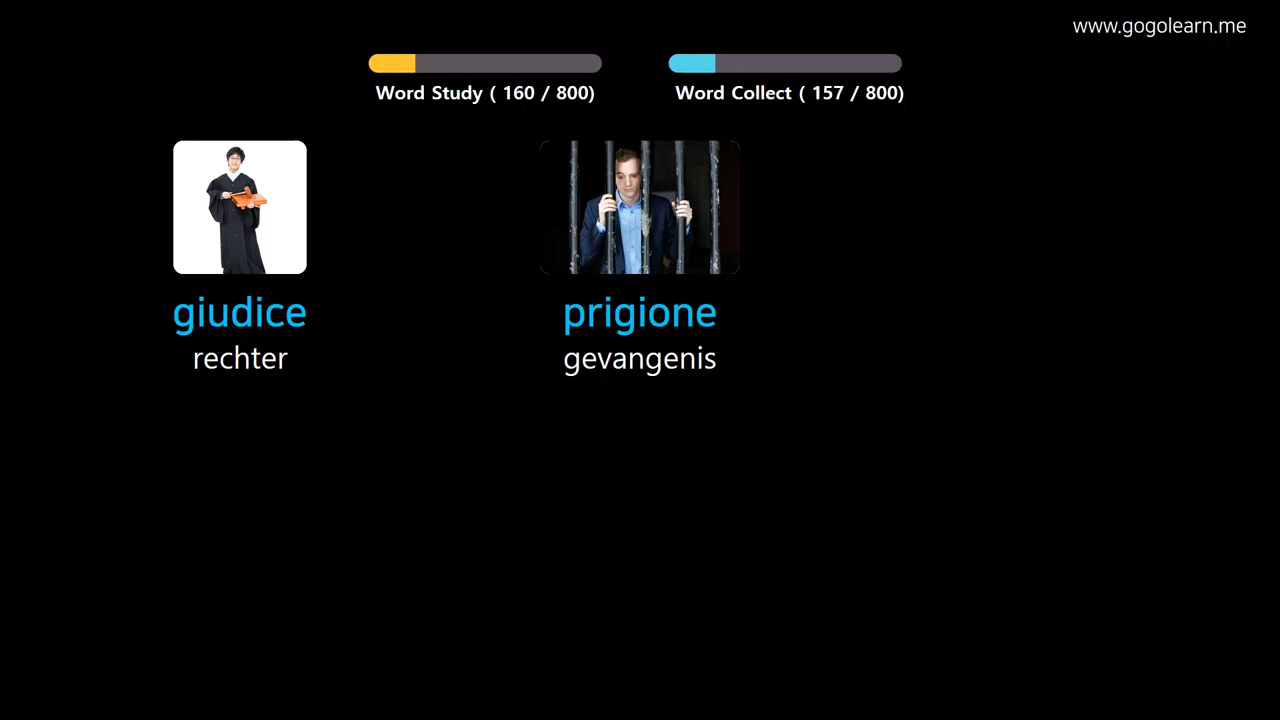 www.gogolearn.me
Word Study ( 160 / 800)
Word Collect ( 157 / 800)
giudice
rechter
prigione
gevangenis